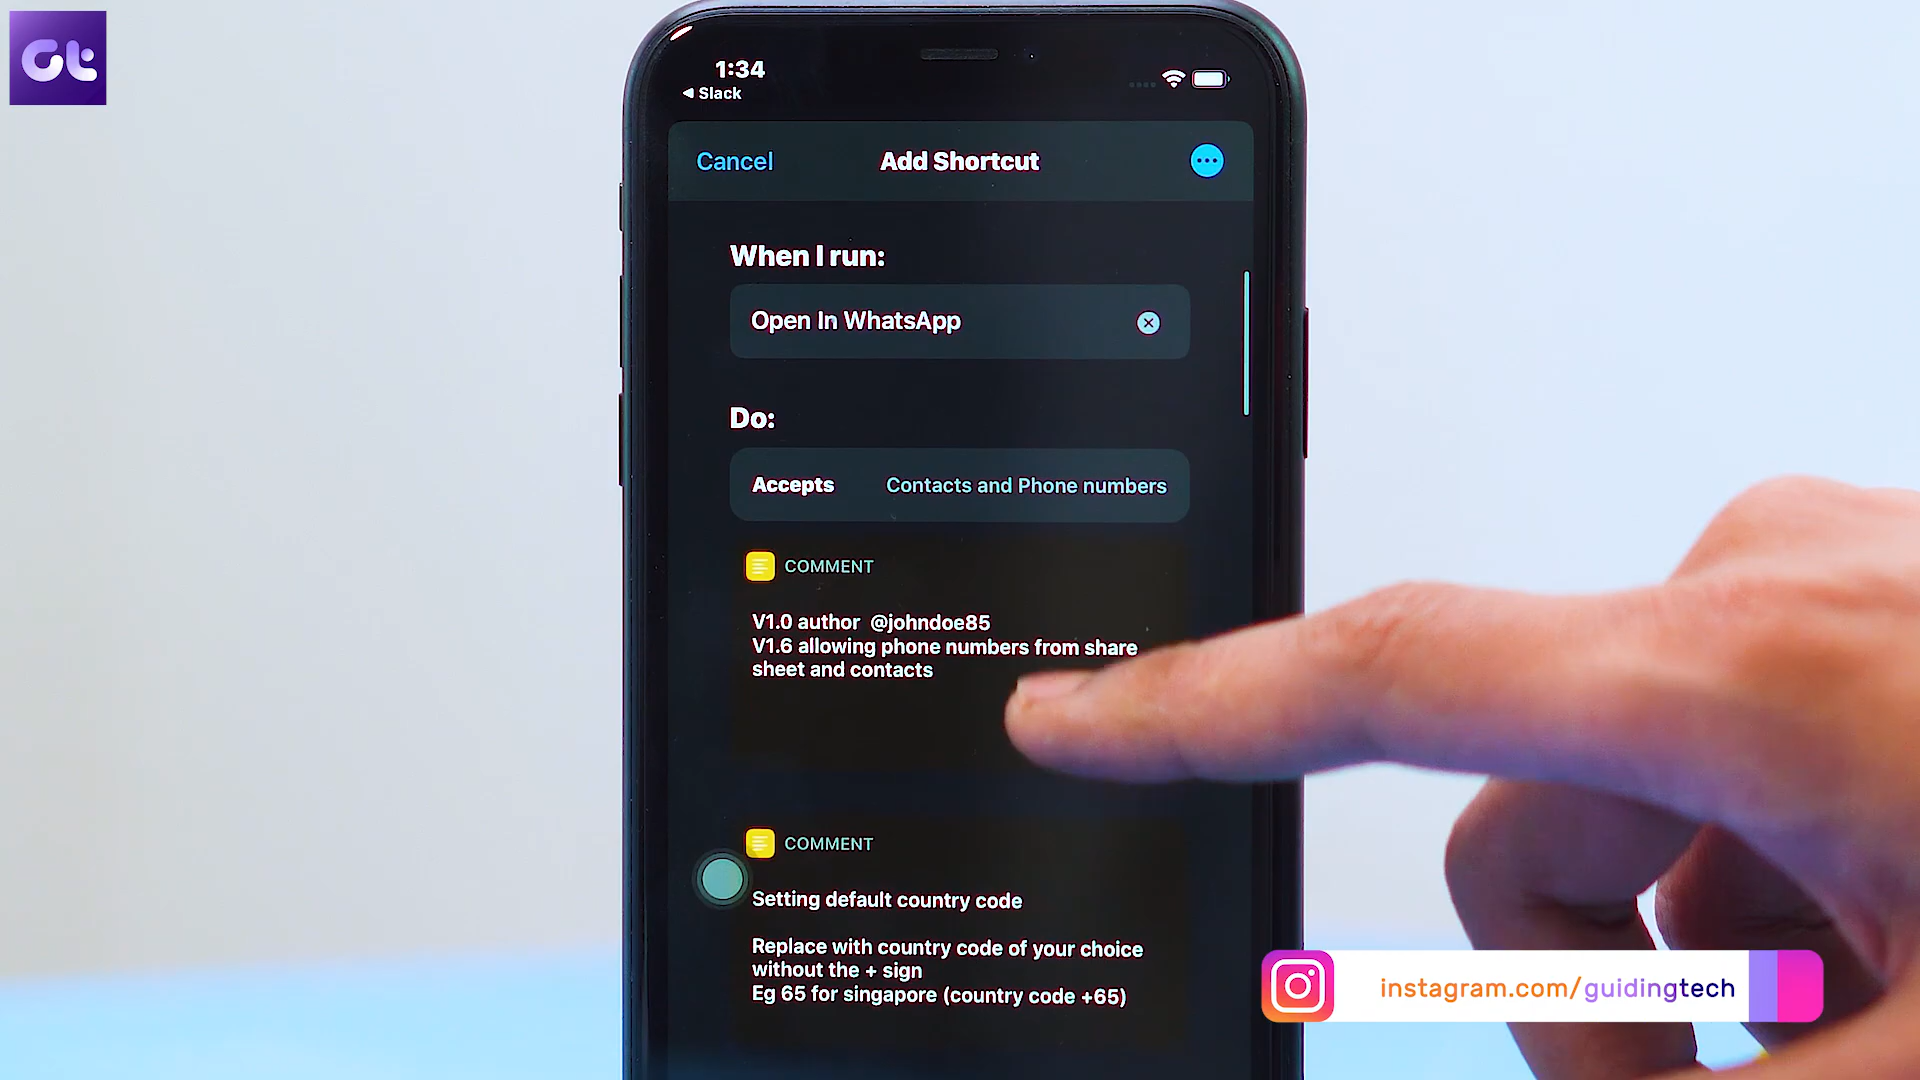 Gt
1:34
◀ Slack
Cancel
Add Shortcut
When I run:
Open In WhatsApp
Do:
Accepts Contacts and Phone numbers
COMMENT
V1.0 author @johndoe85
V1.6 allowing phone numbers from share
sheet and contacts
COMMENT
Setting default country code
Replace with country code of your choice
without the + sign
Eg 65 for singapore (country code +65)
instagram.com/guidingtech